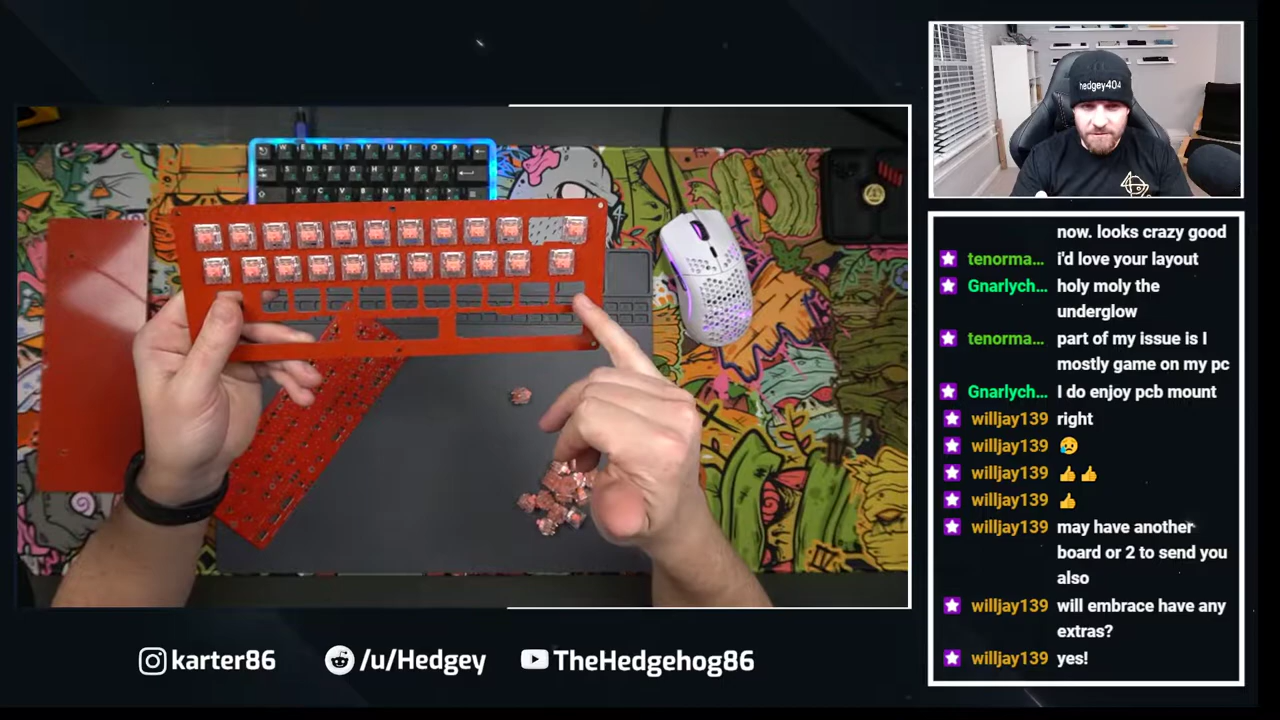 W E R T Y U I O P
S D F G H J K L
X C V B N M
hedgey404
now. looks crazy good
tenorma... i'd love your layout
Gnarlych... holy moly the
underglow
tenorma... part of my issue is I
mostly game on my pc
Gnarlych... I do enjoy pcb mount
willjay139 right
willjay139 😥
willjay139 👍👍
willjay139 👍
willjay139 may have another
board or 2 to send you
also
willjay139 will embrace have any
extras?
willjay139 yes!
karter86
/u/Hedgey
TheHedgehog86